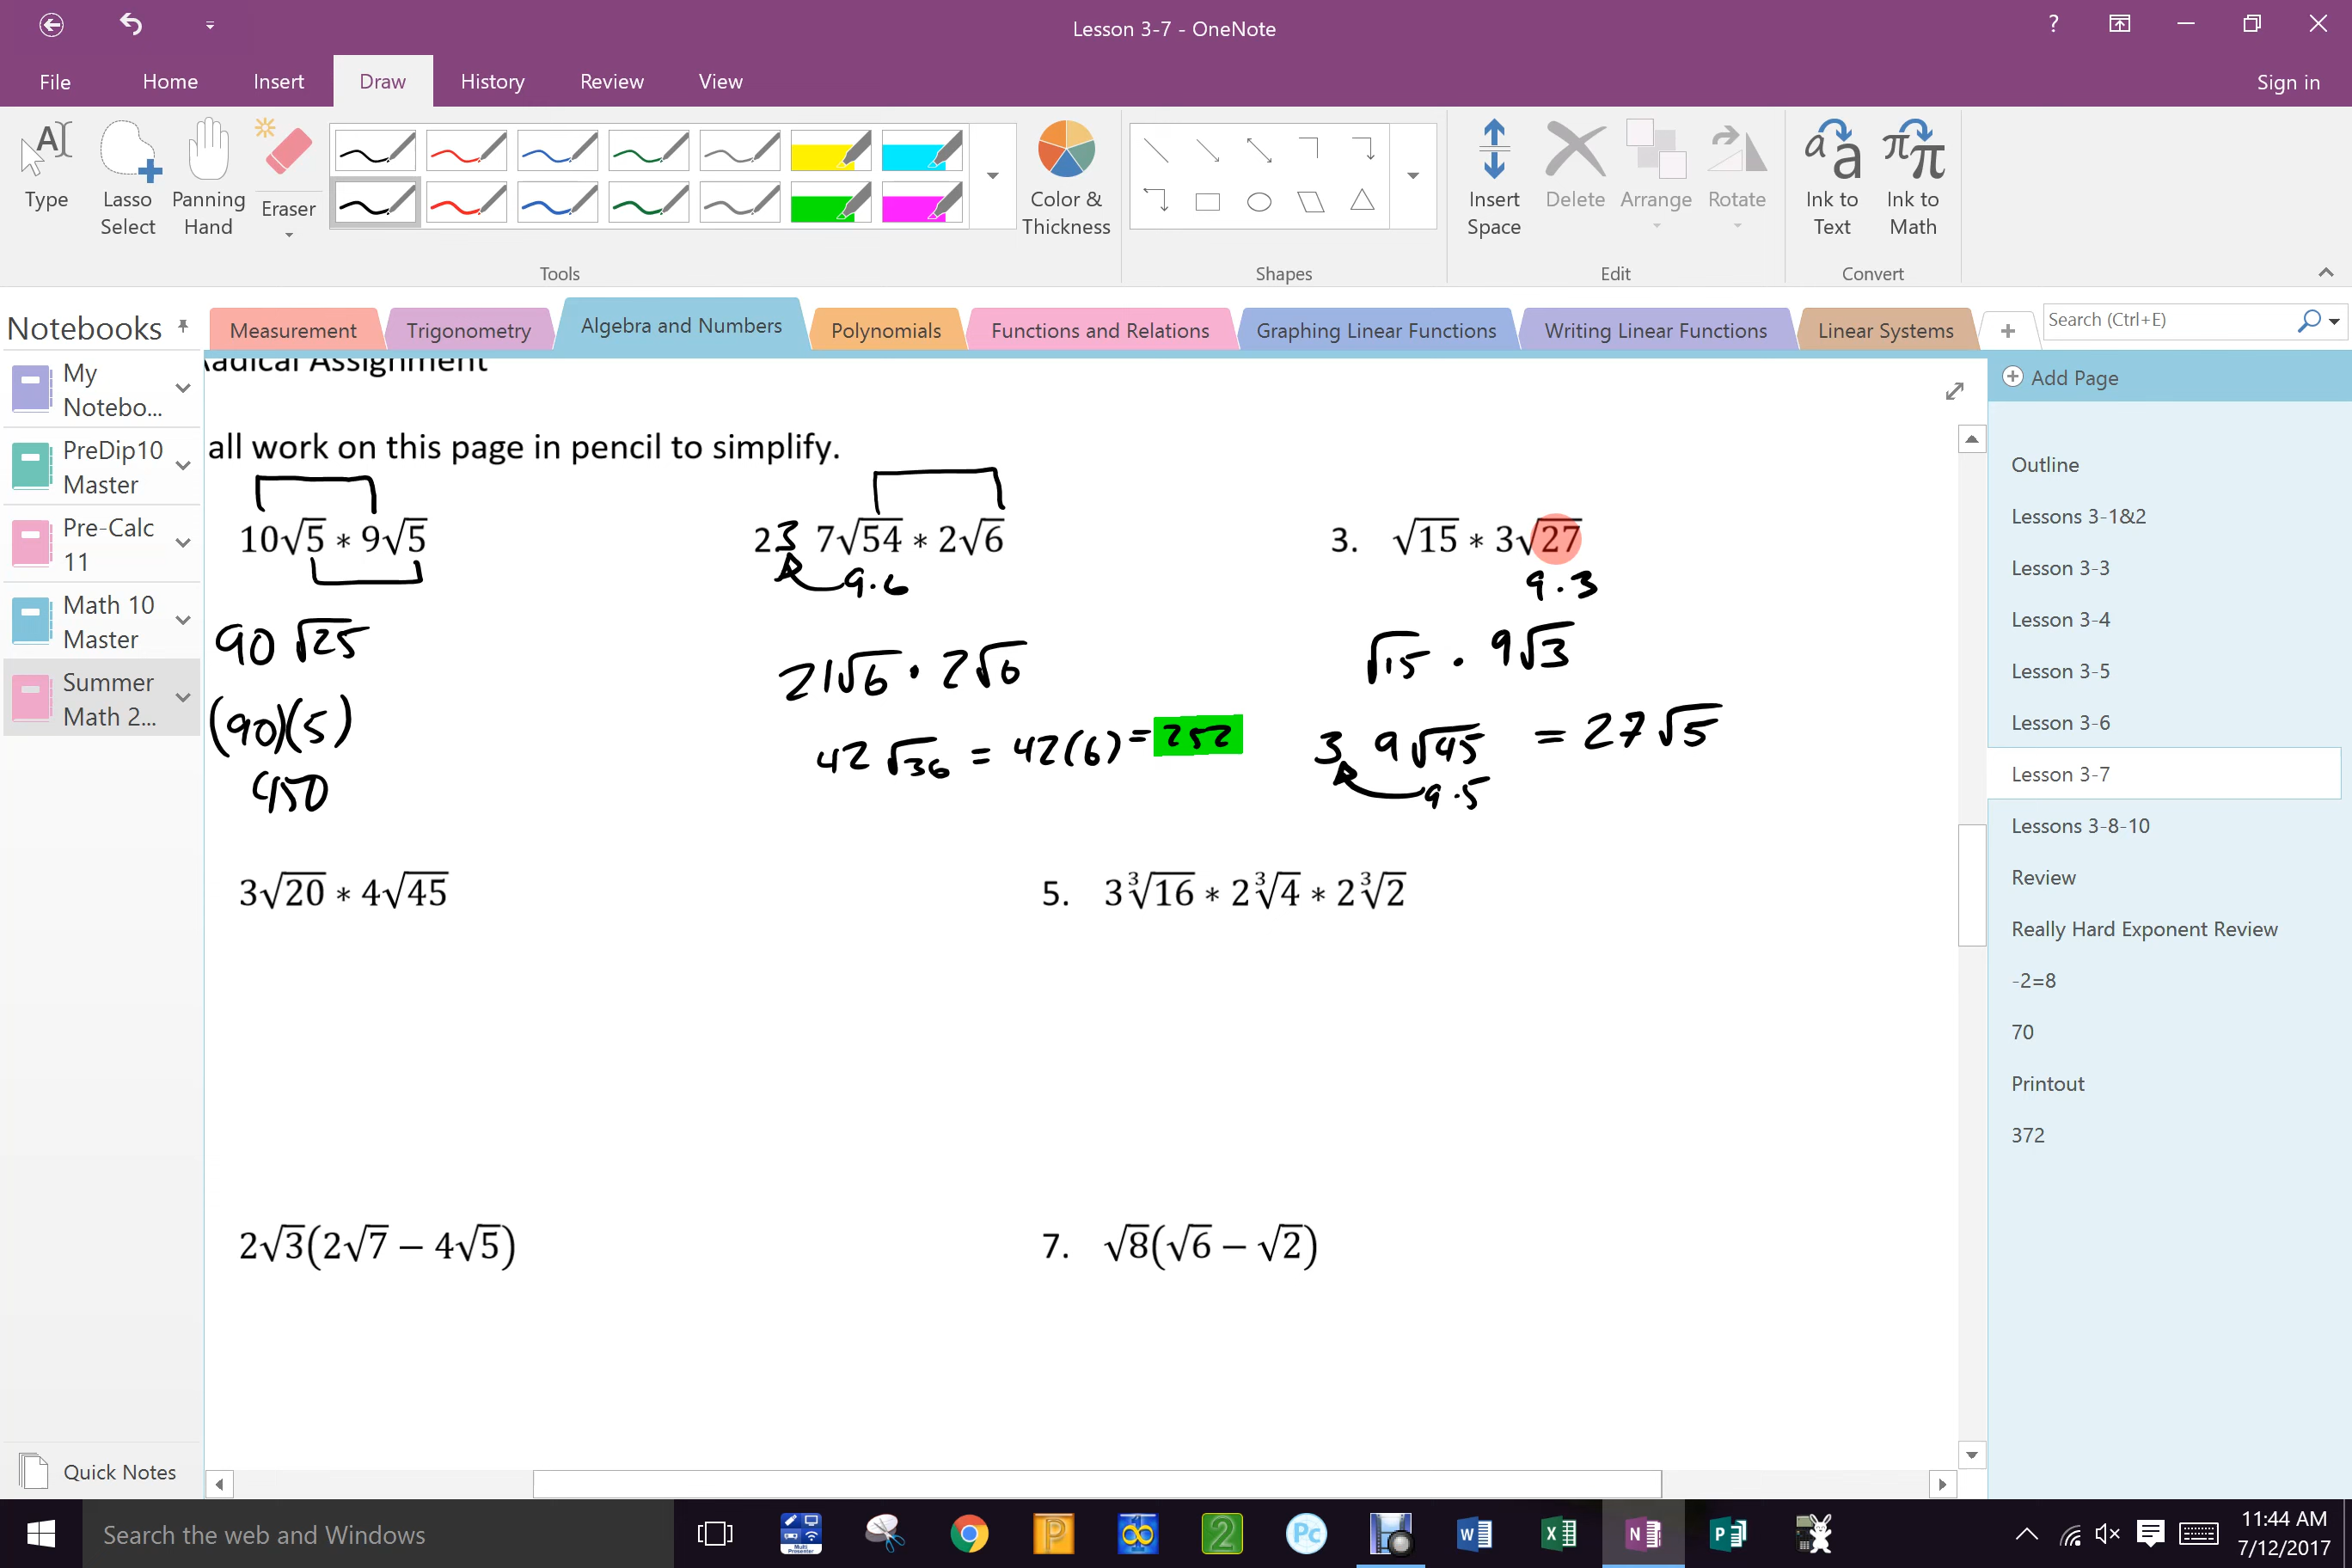 Lesson 3-7 - OneNote
?
File Home Insert Draw History Review View Sign in
Type
Lasso Select
Panning Hand
Eraser
Color & Thickness
Insert Space
Delete
Arrange
Rotate
Ink to Text
Ink to Math
Tools Shapes Edit Convert
Notebooks
Measurement Trigonometry Algebra and Numbers Polynomials Functions and Relations Graphing Linear Functions Writing Linear Functions Linear Systems +
Search (Ctrl+E)
My Notebo...
PreDip10 Master
Pre-Calc 11
Math 10 Master
Summer Math 2...
Quick Notes
adical Assignment
all work on this page in pencil to simplify.
10√5 * 9√5
90 √25
(90)(5)
450
2 3 7√54 * 2√6
9.6
21√6 · 2√6
42 √36 = 42(6) = 252
3. √15 * 3√27
9.3
√15 · 9√3
3 9√45 = 27√5
9.5
3√20 * 4√45
5. 3∛16 * 2∛4 * 2∛2
2√3(2√7 − 4√5)
7. √8(√6 − √2)
Add Page
Outline
Lessons 3-1&2
Lesson 3-3
Lesson 3-4
Lesson 3-5
Lesson 3-6
Lesson 3-7
Lessons 3-8-10
Review
Really Hard Exponent Review
-2=8
70
Printout
372
Search the web and Windows
11:44 AM
7/12/2017